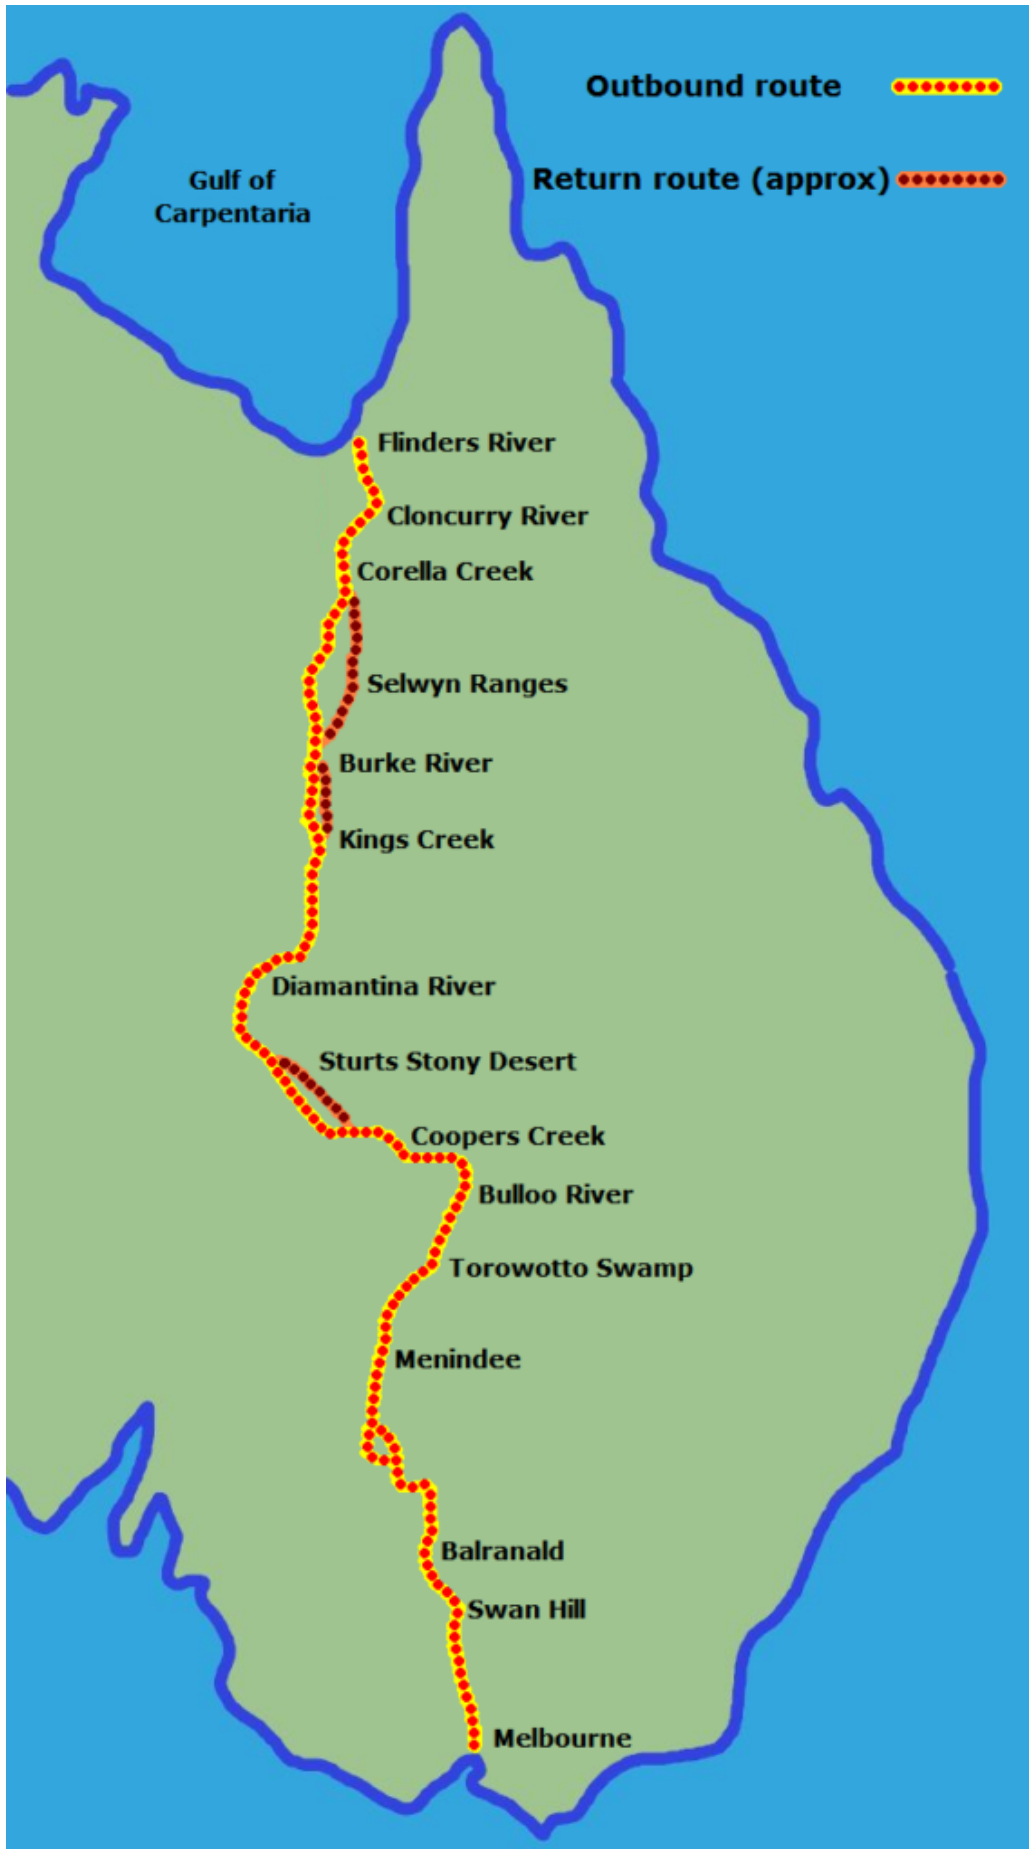 Outbound route
Return route (approx)
Gulf of
Carpentaria
Flinders River
Cloncurry River
Corella Creek
Selwyn Ranges
Burke River
Kings Creek
Diamantina River
Sturts Stony Desert
Coopers Creek
Bulloo River
Torowotto Swamp
Menindee
Balranald
Swan Hill
Melbourne